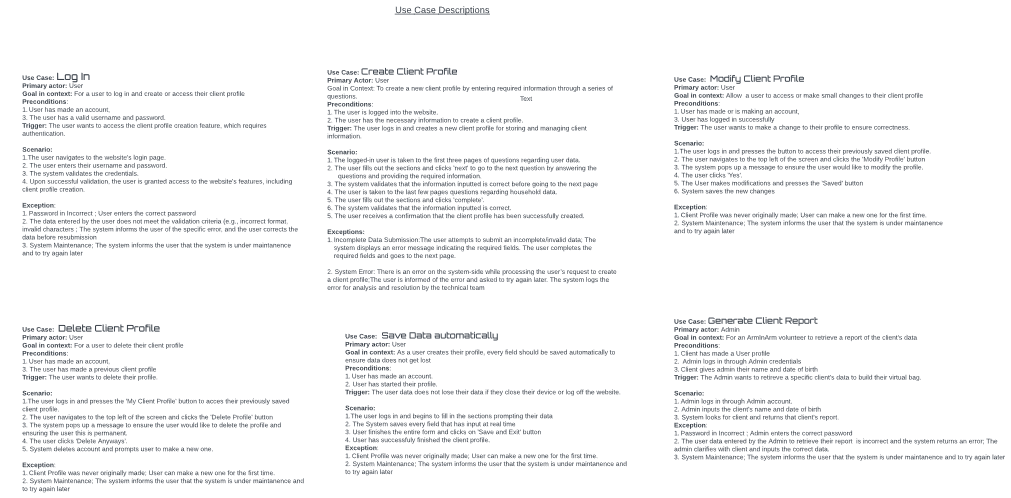 Use Case Descriptions
Use Case: Log In
Primary actor: User
Goal in context: For a user to log in and create or access their client profile
Preconditions:
1. User has made an account,
3. The user has a valid username and password.
Trigger: The user wants to access the client profile creation feature, which requires
authentication.
Scenario:
1.The user navigates to the website's login page.
2. The user enters their username and password.
3. The system validates the credentials.
4. Upon successful validation, the user is granted access to the website's features, including
client profile creation.
Exception:
1. Password in Incorrect ; User enters the correct password
2. The data entered by the user does not meet the validation criteria (e.g., incorrect format,
invalid characters ; The system informs the user of the specific error, and the user corrects the
data before resubmission
3. System Maintenance; The system informs the user that the system is under maintanence
and to try again later
Use Case: Create Client Profile
Primary Actor: User
Goal in Context: To create a new client profile by entering required information through a series of
questions.
Text
Preconditions:
1. The user is logged into the website.
2. The user has the necessary information to create a client profile.
Trigger: The user logs in and creates a new client profile for storing and managing client
information.
Scenario:
1. The logged-in user is taken to the first three pages of questions regarding user data.
2. The user fills out the sections and clicks 'next' to go to the next question by answering the
questions and providing the required information.
3. The system validates that the information inputted is correct before going to the next page
4. The user is taken to the last few pages questions regarding household data.
5. The user fills out the sections and clicks 'complete'.
6. The system validates that the information inputted is correct.
5. The user receives a confirmation that the client profile has been successfully created.
Exceptions:
1. Incomplete Data Submission;The user attempts to submit an incomplete/invalid data; The
system displays an error message indicating the required fields. The user completes the
required fields and goes to the next page.
2. System Error: There is an error on the system-side while processing the user's request to create
a client profile;The user is informed of the error and asked to try again later. The system logs the
error for analysis and resolution by the technical team
Use Case: Modify Client Profile
Primary actor: User
Goal in context: Allow a user to access or make small changes to their client profile
Preconditions:
1. User has made or is making an account,
3. User has logged in successfully
Trigger: The user wants to make a change to their profile to ensure correctness.
Scenario:
1.The user logs in and presses the button to access their previously saved client profile.
2. The user navigates to the top left of the screen and clicks the 'Modify Profile' button
3. The system pops up a message to ensure the user would like to modify the profile.
4. The user clicks 'Yes'.
5. The User makes modifications and presses the 'Saved' button
6. System saves the new changes
Exception:
1. Client Profile was never originally made; User can make a new one for the first time.
2. System Maintenance; The system informs the user that the system is under maintanence
and to try again later
Use Case: Delete Client Profile
Primary actor: User
Goal in context: For a user to delete their client profile
Preconditions:
1. User has made an account.
3. The user has made a previous client profile
Trigger: The user wants to delete their profile.
Scenario:
1.The user logs in and presses the 'My Client Profile' button to acces their previously saved
client profile.
2. The user navigates to the top left of the screen and clicks the 'Delete Profile' button
3. The system pops up a message to ensure the user would like to delete the profile and
ensuring the user this is permanent.
4. The user clicks 'Delete Anyways'.
5. System deletes account and prompts user to make a new one.
Exception:
1. Client Profile was never originally made; User can make a new one for the first time.
2. System Maintenance; The system informs the user that the system is under maintanence and
to try again later
Use Case: Save Data automatically
Primary actor: User
Goal in context: As a user creates their profile, every field should be saved automatically to
ensure data does not get lost
Preconditions:
1. User has made an account.
2. User has started their profile.
Trigger: The user data does not lose their data if they close their device or log off the website.
Scenario:
1.The user logs in and begins to fill in the sections prompting their data
2. The System saves every field that has input at real time
3. User finishes the entire form and clicks on 'Save and Exit' button
4. User has successfuly finished the client profile.
Exception:
1. Client Profile was never originally made; User can make a new one for the first time.
2. System Maintenance; The system informs the user that the system is under maintanence and
to try again later
Use Case: Generate Client Report
Primary actor: Admin
Goal in context: For an ArminArm volunteer to retrieve a report of the client's data
Preconditions:
1. Client has made a User profile
2. Admin logs in through Admin credentials
3. Client gives admin their name and date of birth
Trigger: The Admin wants to retrieve a specific client's data to build their virtual bag.
Scenario:
1. Admin logs in through Admin account.
2. Admin inputs the client's name and date of birth
3. System looks for client and returns that client's report.
Exception:
1. Password in Incorrect ; Admin enters the correct password
2. The user data entered by the Admin to retrieve their report is incorrect and the system returns an error; The
admin clarifies with client and inputs the correct data.
3. System Maintenance; The system informs the user that the system is under maintanence and to try again later